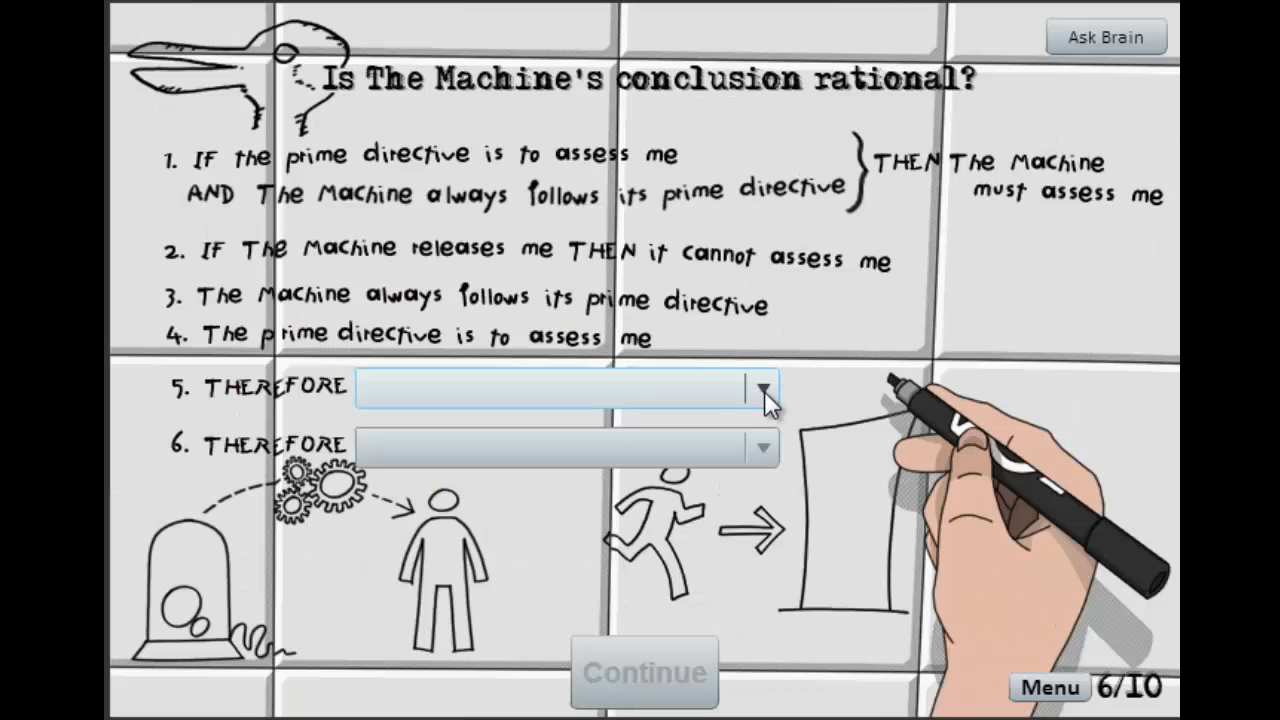 Ask Brain
Is The Machine's conclusion rational?
1. IF the prime directive is to assess me
AND The Machine always follows its prime directive
THEN The Machine
must assess me
2. IF The Machine releases me THEN it cannot assess me
3. The Machine always follows its prime directive
4. The prime directive is to assess me
5. THEREFORE
6. THEREFORE
Continue
Menu 6/10